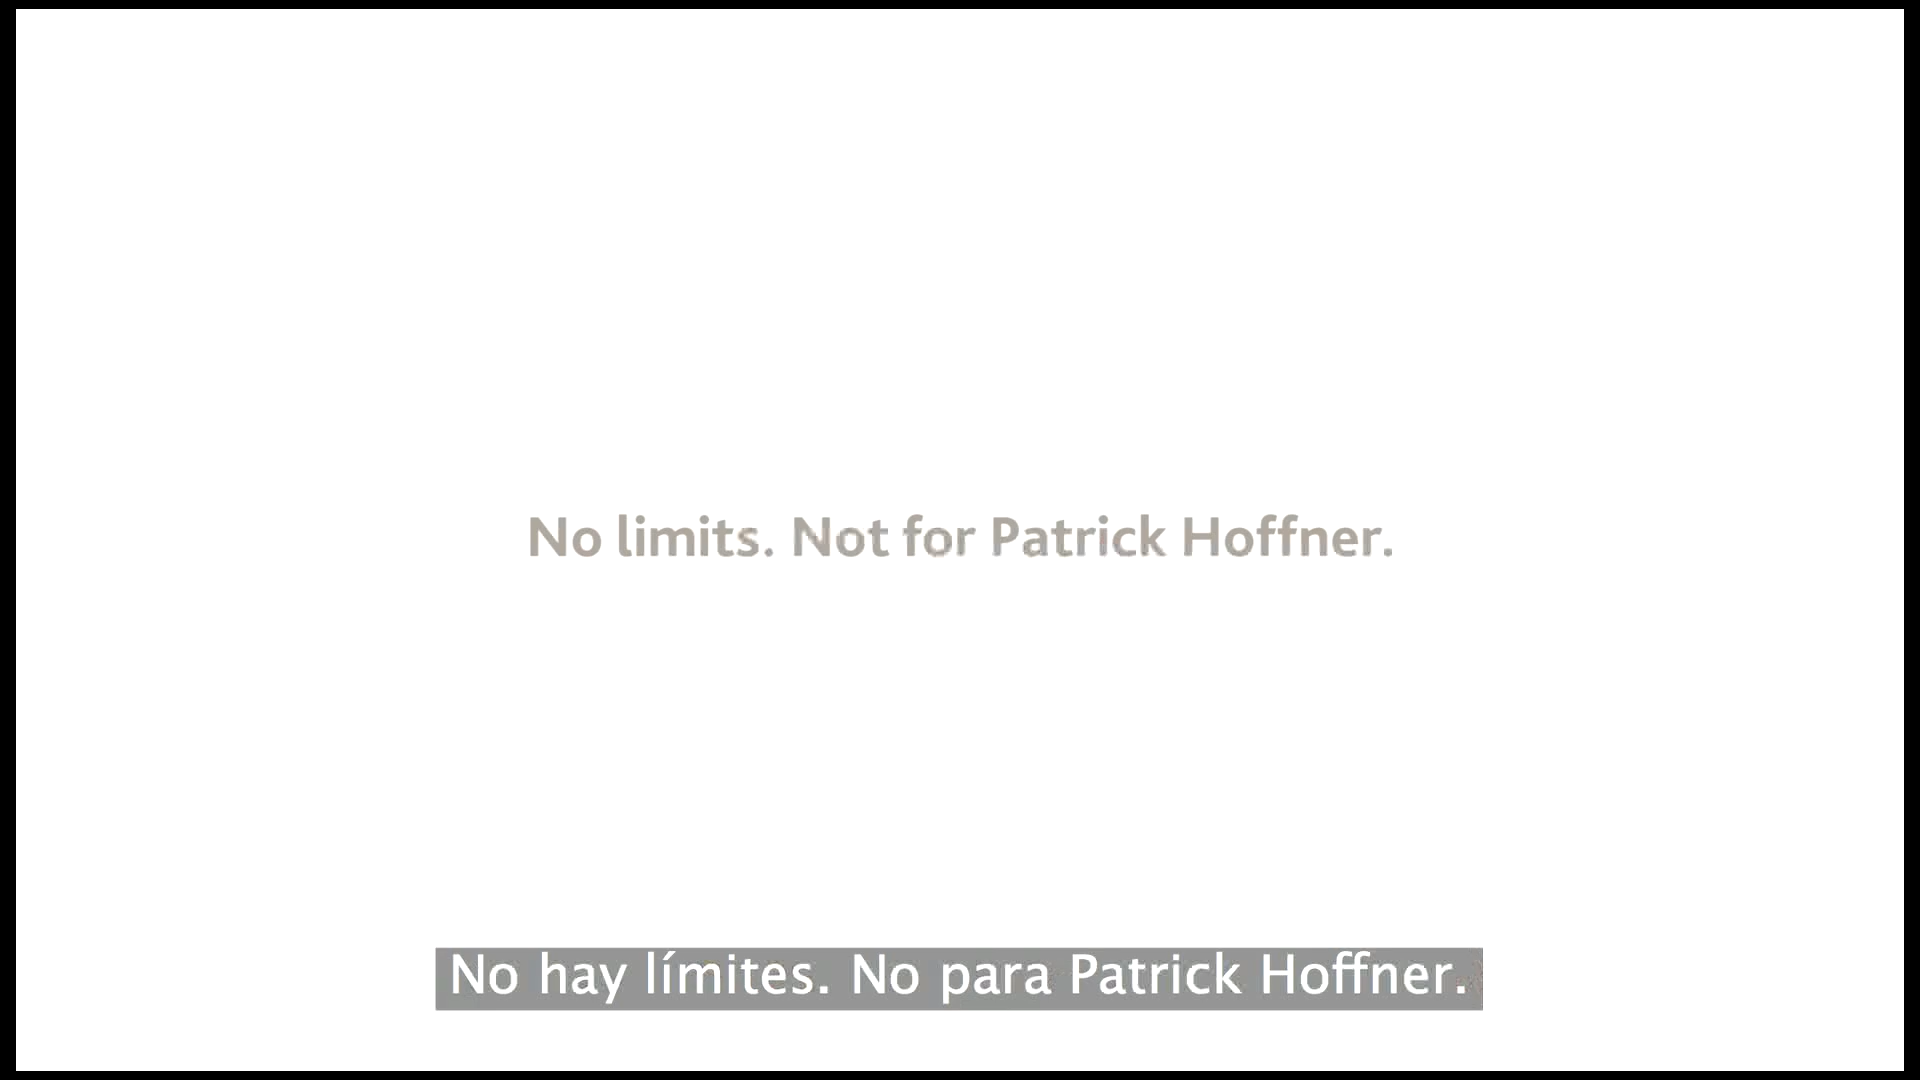 No limits. Not for Patrick Hoffner.
No hay límites. No para Patrick Hoffner.